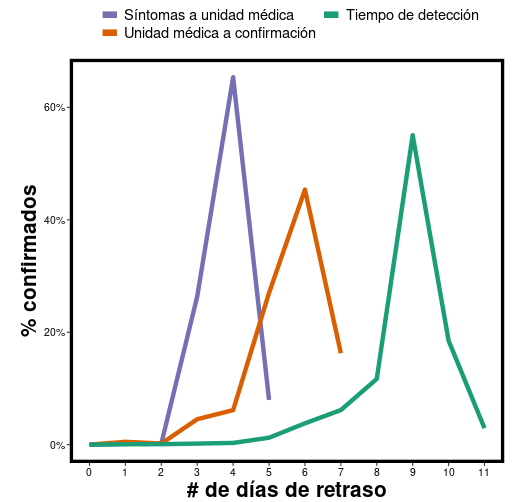 Síntomas a unidad médica
Tiempo de detección
Unidad médica a confirmación
% confirmados
60%
40%
20%
0%
0 1 2 3 4 5 6 7 8 9 10 11
# de días de retraso